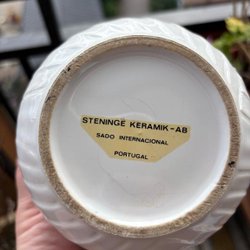 STENINGE KERAMIK-AB
SADO INTERNACIONAL
PORTUGAL